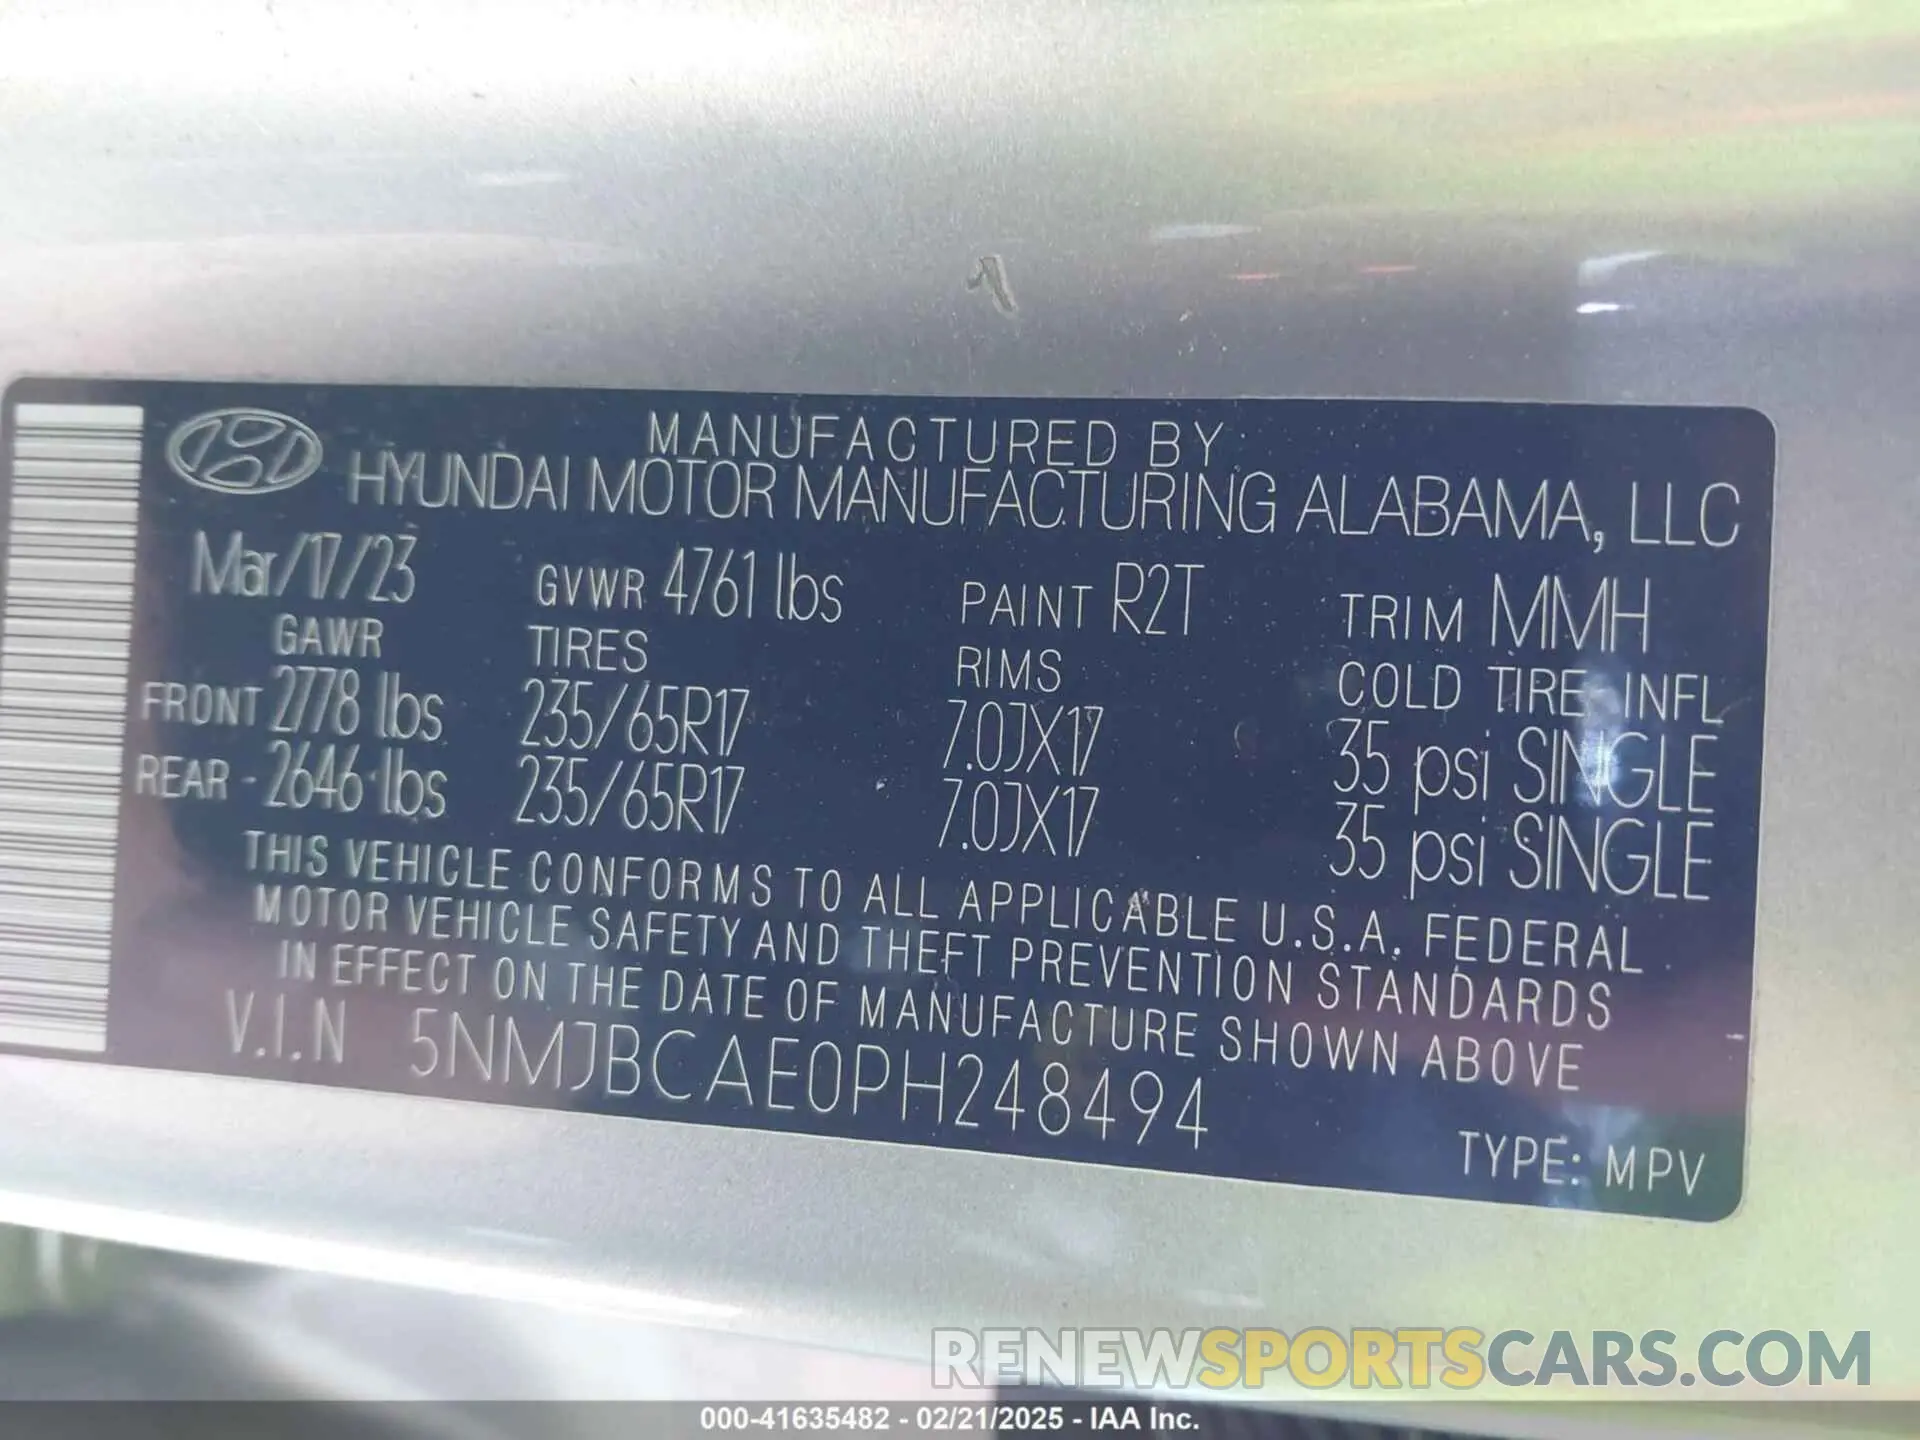 MANUFACTURED BY
HYUNDAI MOTOR MANUFACTURING ALABAMA, LLC
Mar/17/23 GVWR 4761 lbs PAINT R2T TRIM MMH
GAWR TIRES RIMS COLD TIRE INFL
FRONT 2778 lbs 235/65R17 7.0JX17 35 psi SINGLE
REAR 2646 lbs 235/65R17 7.0JX17 35 psi SINGLE
THIS VEHICLE CONFORMS TO ALL APPLICABLE U.S.A. FEDERAL
MOTOR VEHICLE SAFETY AND THEFT PREVENTION STANDARDS
IN EFFECT ON THE DATE OF MANUFACTURE SHOWN ABOVE
V.I.N 5NMJBCAE0PH248494
TYPE: MPV
RENEWSPORTSCARS.COM
000-41635482 - 02/21/2025 - IAA Inc.